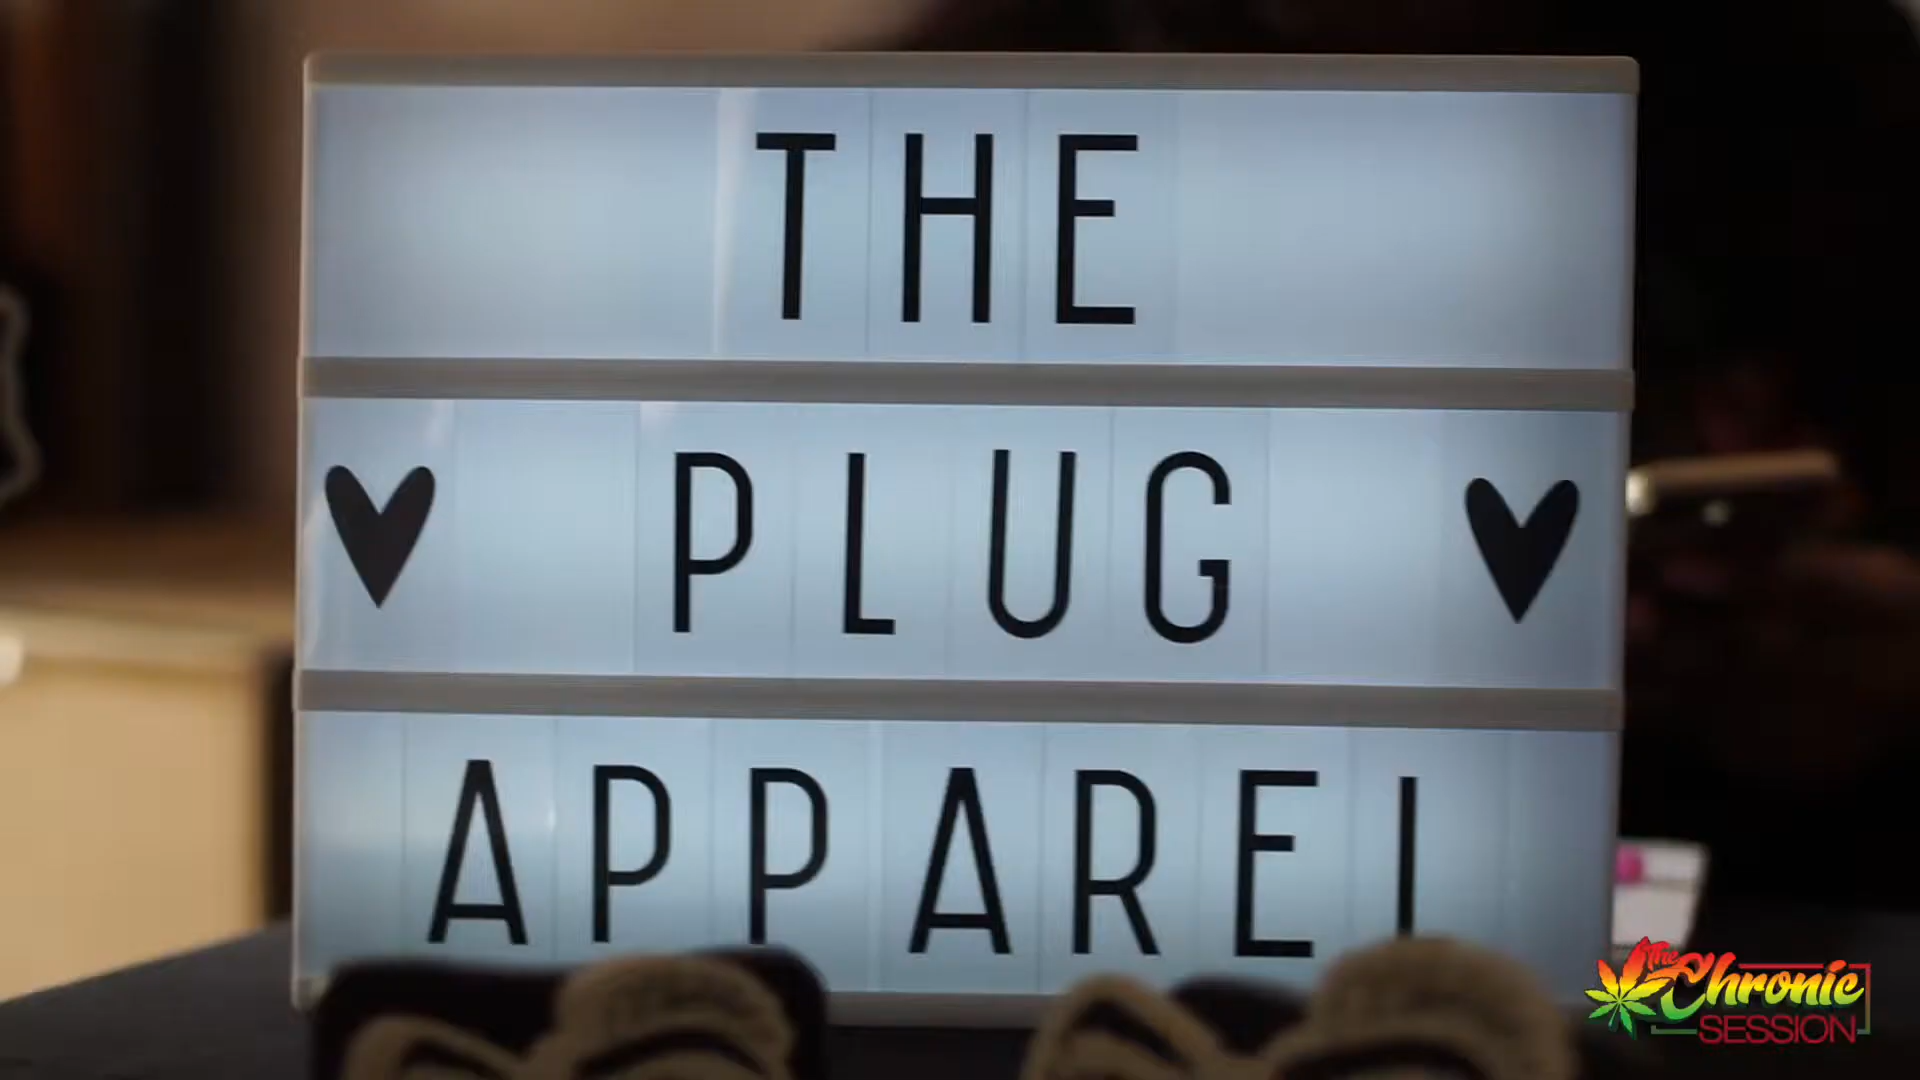 THE
♥ PLUG ♥
APPAREL
The Chronic
SESSION